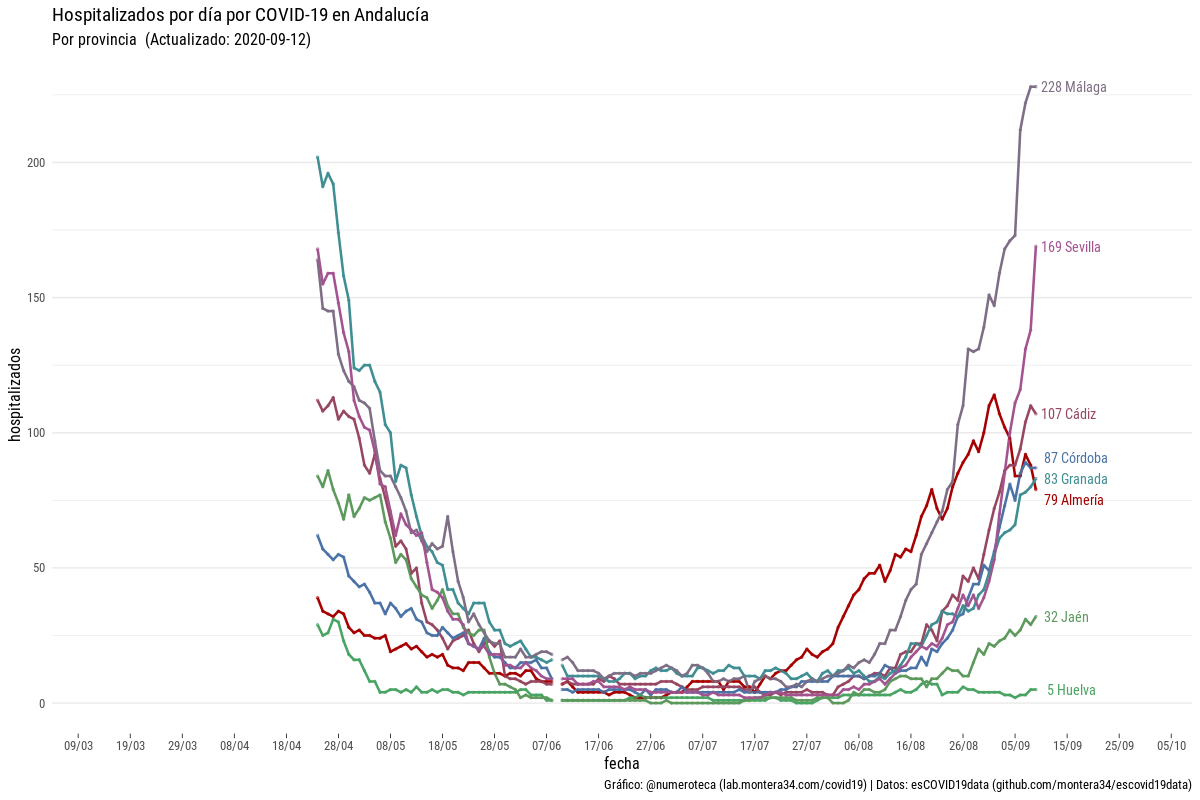 Hospitalizados por día por COVID-19 en Andalucía
Por provincia (Actualizado: 2020-09-12)
hospitalizados
200
150
100
50
0
228 Málaga
169 Sevilla
107 Cádiz
87 Córdoba
83 Granada
79 Almería
32 Jaén
5 Huelva
09/03 19/03 29/03 08/04 18/04 28/04 08/05 18/05 28/05 07/06 17/06 27/06 07/07 17/07 27/07 06/08 16/08 26/08 05/09 15/09 25/09 05/10
fecha
Gráfico: @numeroteca (lab.montera34.com/covid19) | Datos: esCOVID19data (github.com/montera34/escovid19data)